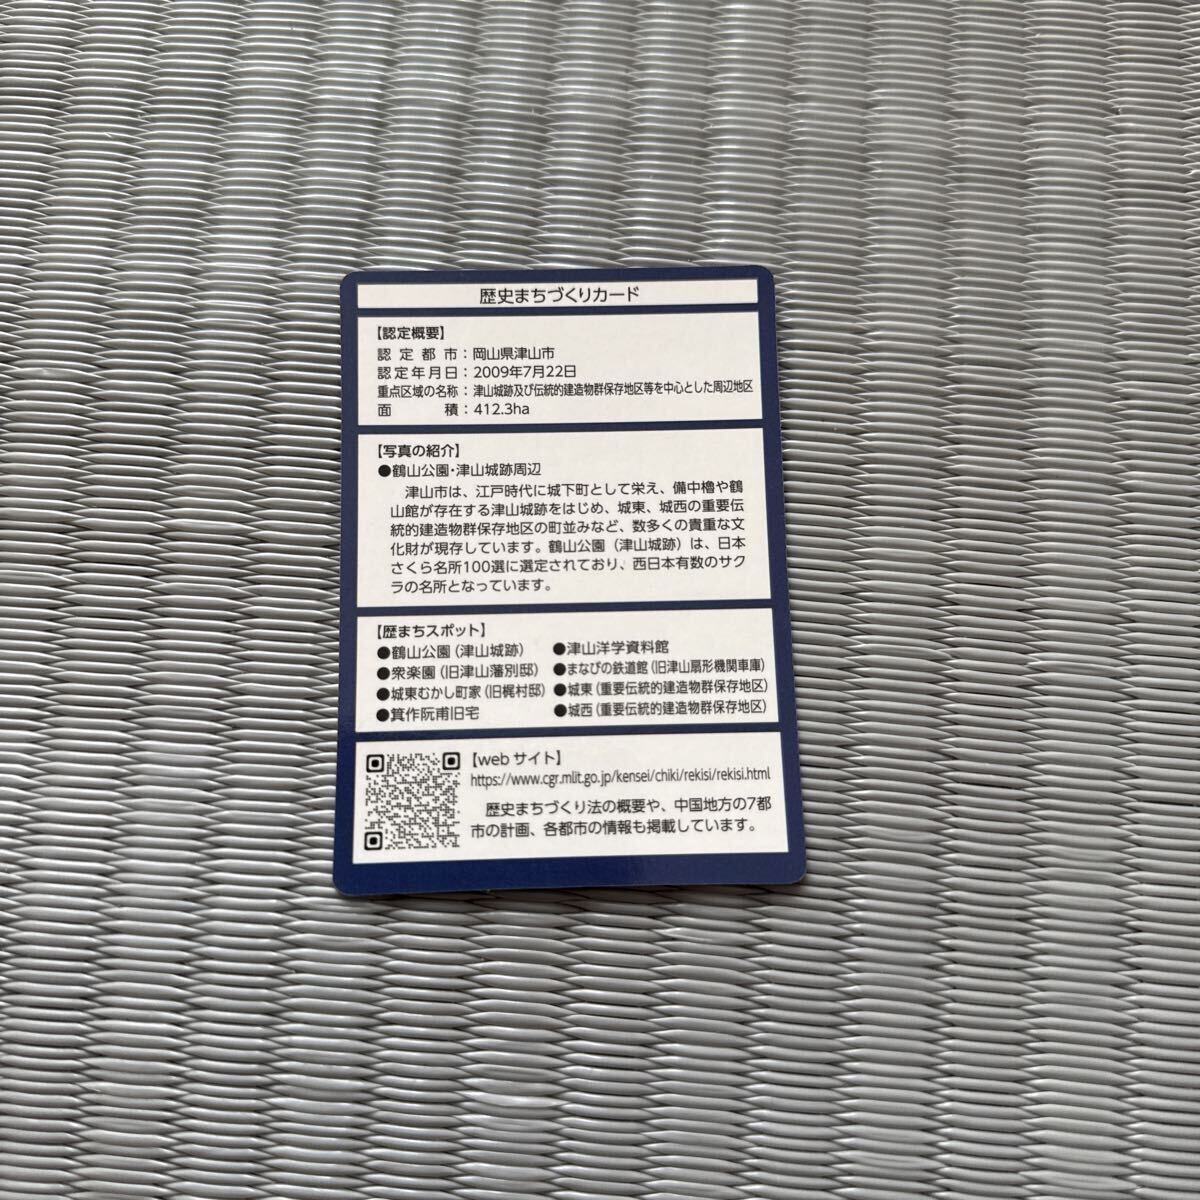 歴史まちづくりカード
【認定概要】
認定都市：岡山県津山市
認定年月日：2009年7月22日
重点区域の名称：津山城跡及び伝統的建造物群保存地区等を中心とした周辺地区
面積：412.3ha
【写真の紹介】
●鶴山公園・津山城跡周辺
津山市は、江戸時代に城下町として栄え、備中櫓や鶴
山館が存在する津山城跡をはじめ、城東、城西の重要伝
統的建造物群保存地区の町並みなど、数多くの貴重な文
化財が現存しています。鶴山公園（津山城跡）は、日本
さくら名所100選に選定されており、西日本有数のサク
ラの名所となっています。
【歴まちスポット】
●鶴山公園（津山城跡）
●衆楽園（旧津山藩別邸）
●城東むかし町家（旧梶村邸）
●箕作阮甫旧宅
●津山洋学資料館
●まなびの鉄道館（旧津山扇形機関車庫）
●城東（重要伝統的建造物群保存地区）
●城西（重要伝統的建造物群保存地区）
【webサイト】
https://www.cgr.mlit.go.jp/kensei/chiki/rekisi/rekisi.html
歴史まちづくり法の概要や、中国地方の7都
市の計画、各都市の情報も掲載しています。